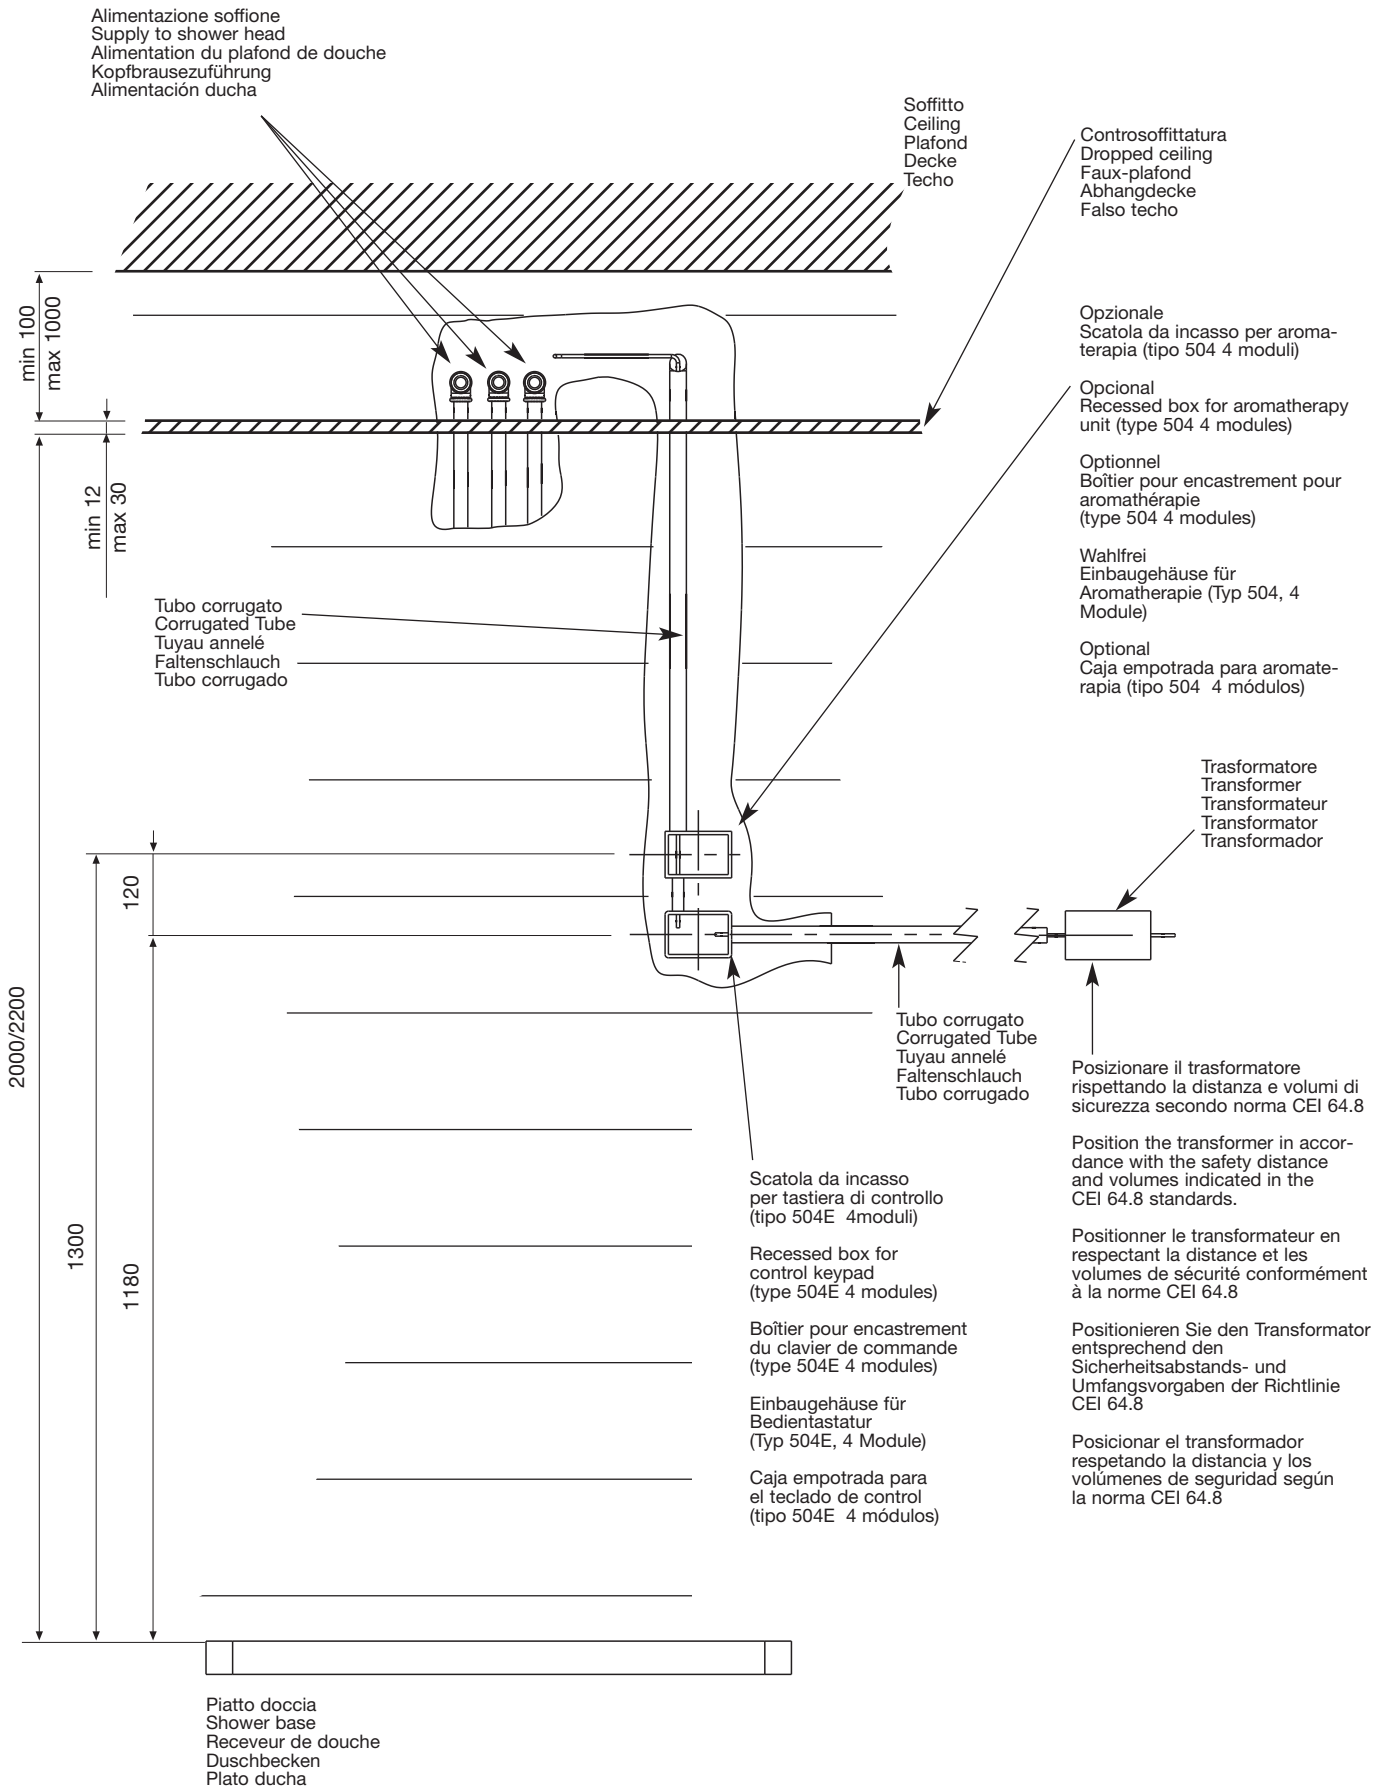 Alimentazione soffione
Supply to shower head
Alimentation du plafond de douche
Kopfbrausezuführung
Alimentación ducha
Soffitto
Ceiling
Plafond
Decke
Techo
Controsoffittatura
Dropped ceiling
Faux-plafond
Abhangdecke
Falso techo
min 100
max 1000
min 12
max 30
Opzionale
Scatola da incasso per aroma-
terapia (tipo 504 4 moduli)
Opcional
Recessed box for aromatherapy
unit (type 504 4 modules)
Optionnel
Boîtier pour encastrement pour
aromathérapie
(type 504 4 modules)
Wahlfrei
Einbaugehäuse für
Aromatherapie (Typ 504, 4
Module)
Optional
Caja empotrada para aromate-
rapia (tipo 504  4 módulos)
Tubo corrugato
Corrugated Tube
Tuyau annelé
Faltenschlauch
Tubo corrugado
Trasformatore
Transformer
Transformateur
Transformator
Transformador
120
2000/2200
1300
1180
Tubo corrugato
Corrugated Tube
Tuyau annelé
Faltenschlauch
Tubo corrugado
Posizionare il trasformatore
rispettando la distanza e volumi di
sicurezza secondo norma CEI 64.8
Position the transformer in accor-
dance with the safety distance
and volumes indicated in the
CEI 64.8 standards.
Positionner le transformateur en
respectant la distance et les
volumes de sécurité conformément
à la norme CEI 64.8
Positionieren Sie den Transformator
entsprechend den
Sicherheitsabstands- und
Umfangsvorgaben der Richtlinie
CEI 64.8
Posicionar el transformador
respetando la distancia y los
volúmenes de seguridad según
la norma CEI 64.8
Scatola da incasso
per tastiera di controllo
(tipo 504E  4moduli)
Recessed box for
control keypad
(type 504E 4 modules)
Boîtier pour encastrement
du clavier de commande
(type 504E 4 modules)
Einbaugehäuse für
Bedientastatur
(Typ 504E, 4 Module)
Caja empotrada para
el teclado de control
(tipo 504E  4 módulos)
Piatto doccia
Shower base
Receveur de douche
Duschbecken
Plato ducha